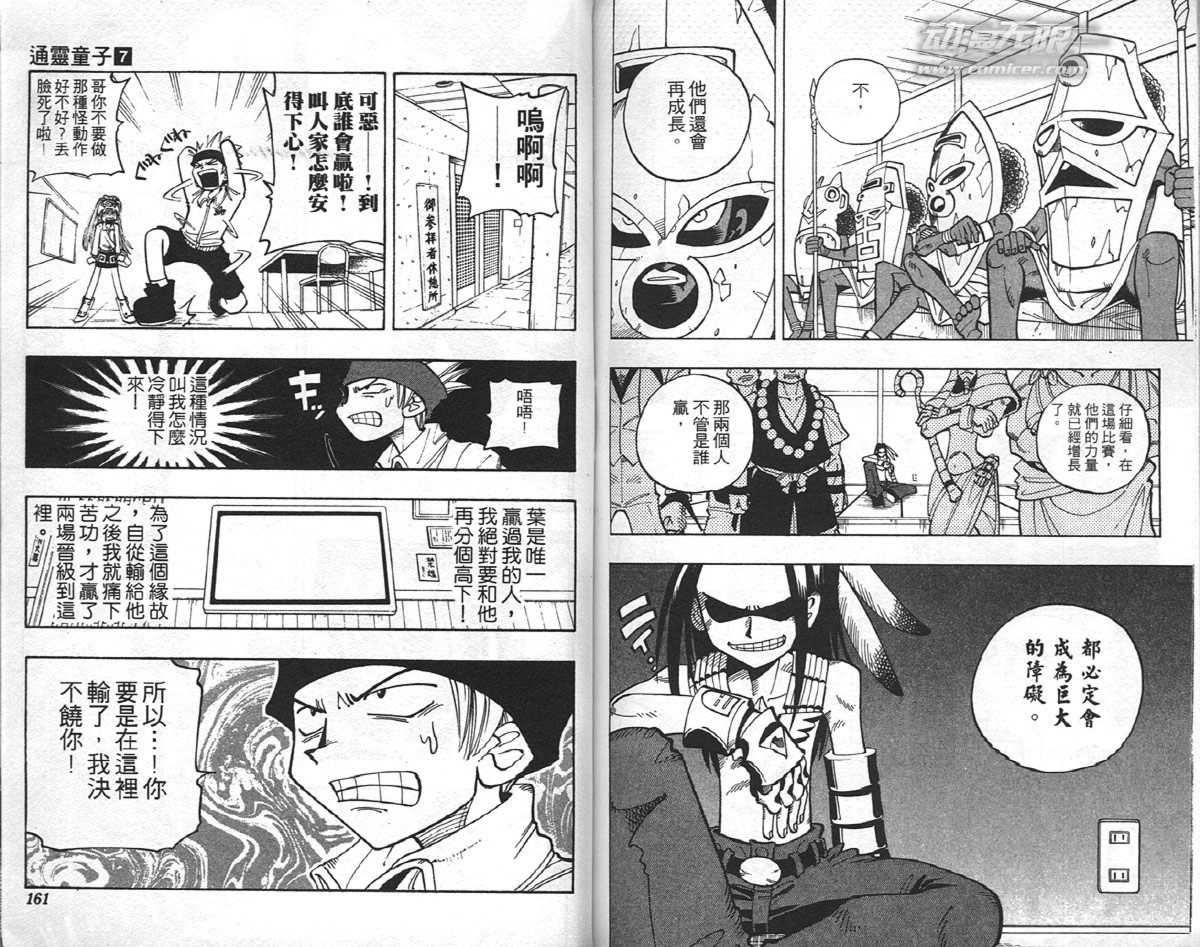 动漫无限
www.comicer.com
不，
他們還會
再成長。
仔細看，在
這場比賽，
他們的力量
就已經增長
了。
那兩個人
不管是誰
贏，
都必定會
成為巨大
的障礙。
通靈童子7
嗚啊啊
！
御參拜者休憩所
可惡——！到
底誰會贏啦！
叫人家怎麼安
得下心！
哥你不要做
那種怪動作
好不好？丟
臉死了啦！
唔唔！
這種情況
叫我怎麼
冷靜得下
來！
葉是唯一
贏過我的人，
我絕對要和他
再分個高下！
為了這個緣故
，自從輸給他
之後我就痛下
苦功，才贏了
兩場晉級到這
裡。
所以…！你
要是在這裡
輸了，我決
不饒你！
161